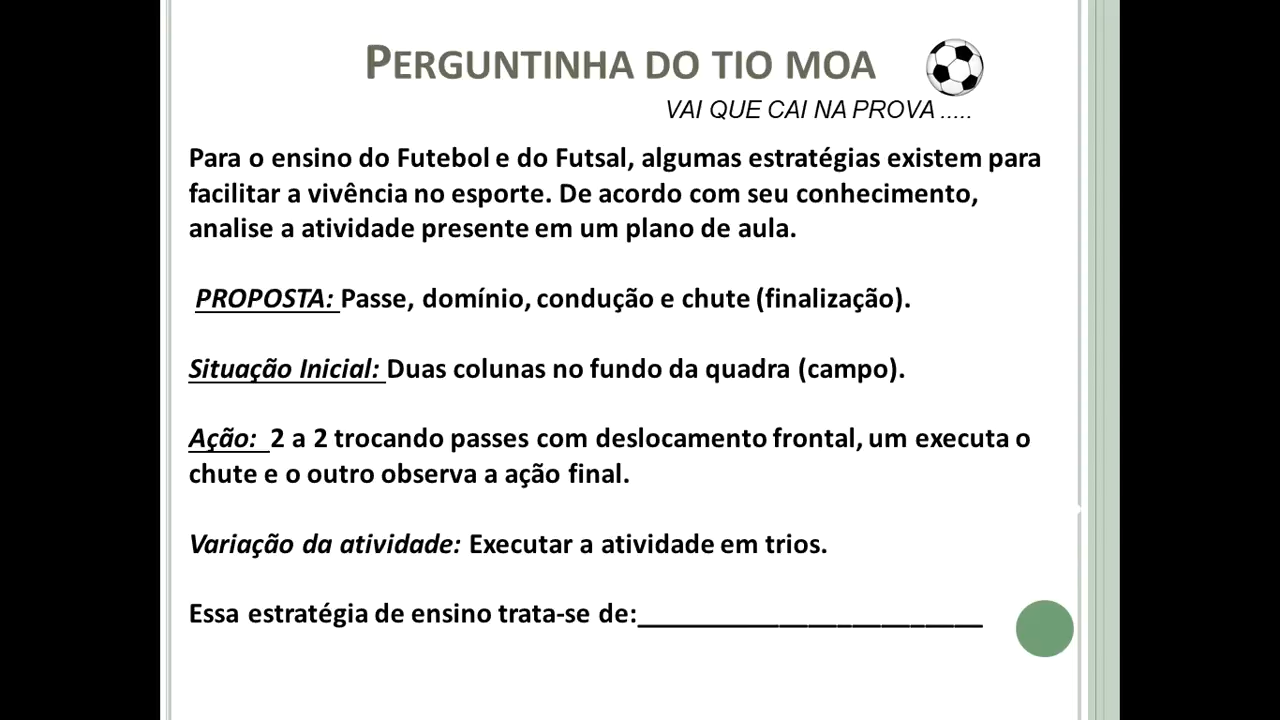 PERGUNTINHA DO TIO MOA
VAI QUE CAI NA PROVA .....
Para o ensino do Futebol e do Futsal, algumas estratégias existem para
facilitar a vivência no esporte. De acordo com seu conhecimento,
analise a atividade presente em um plano de aula.
PROPOSTA: Passe, domínio, condução e chute (finalização).
Situação Inicial: Duas colunas no fundo da quadra (campo).
Ação: 2 a 2 trocando passes com deslocamento frontal, um executa o
chute e o outro observa a ação final.
Variação da atividade: Executar a atividade em trios.
Essa estratégia de ensino trata-se de:________________________